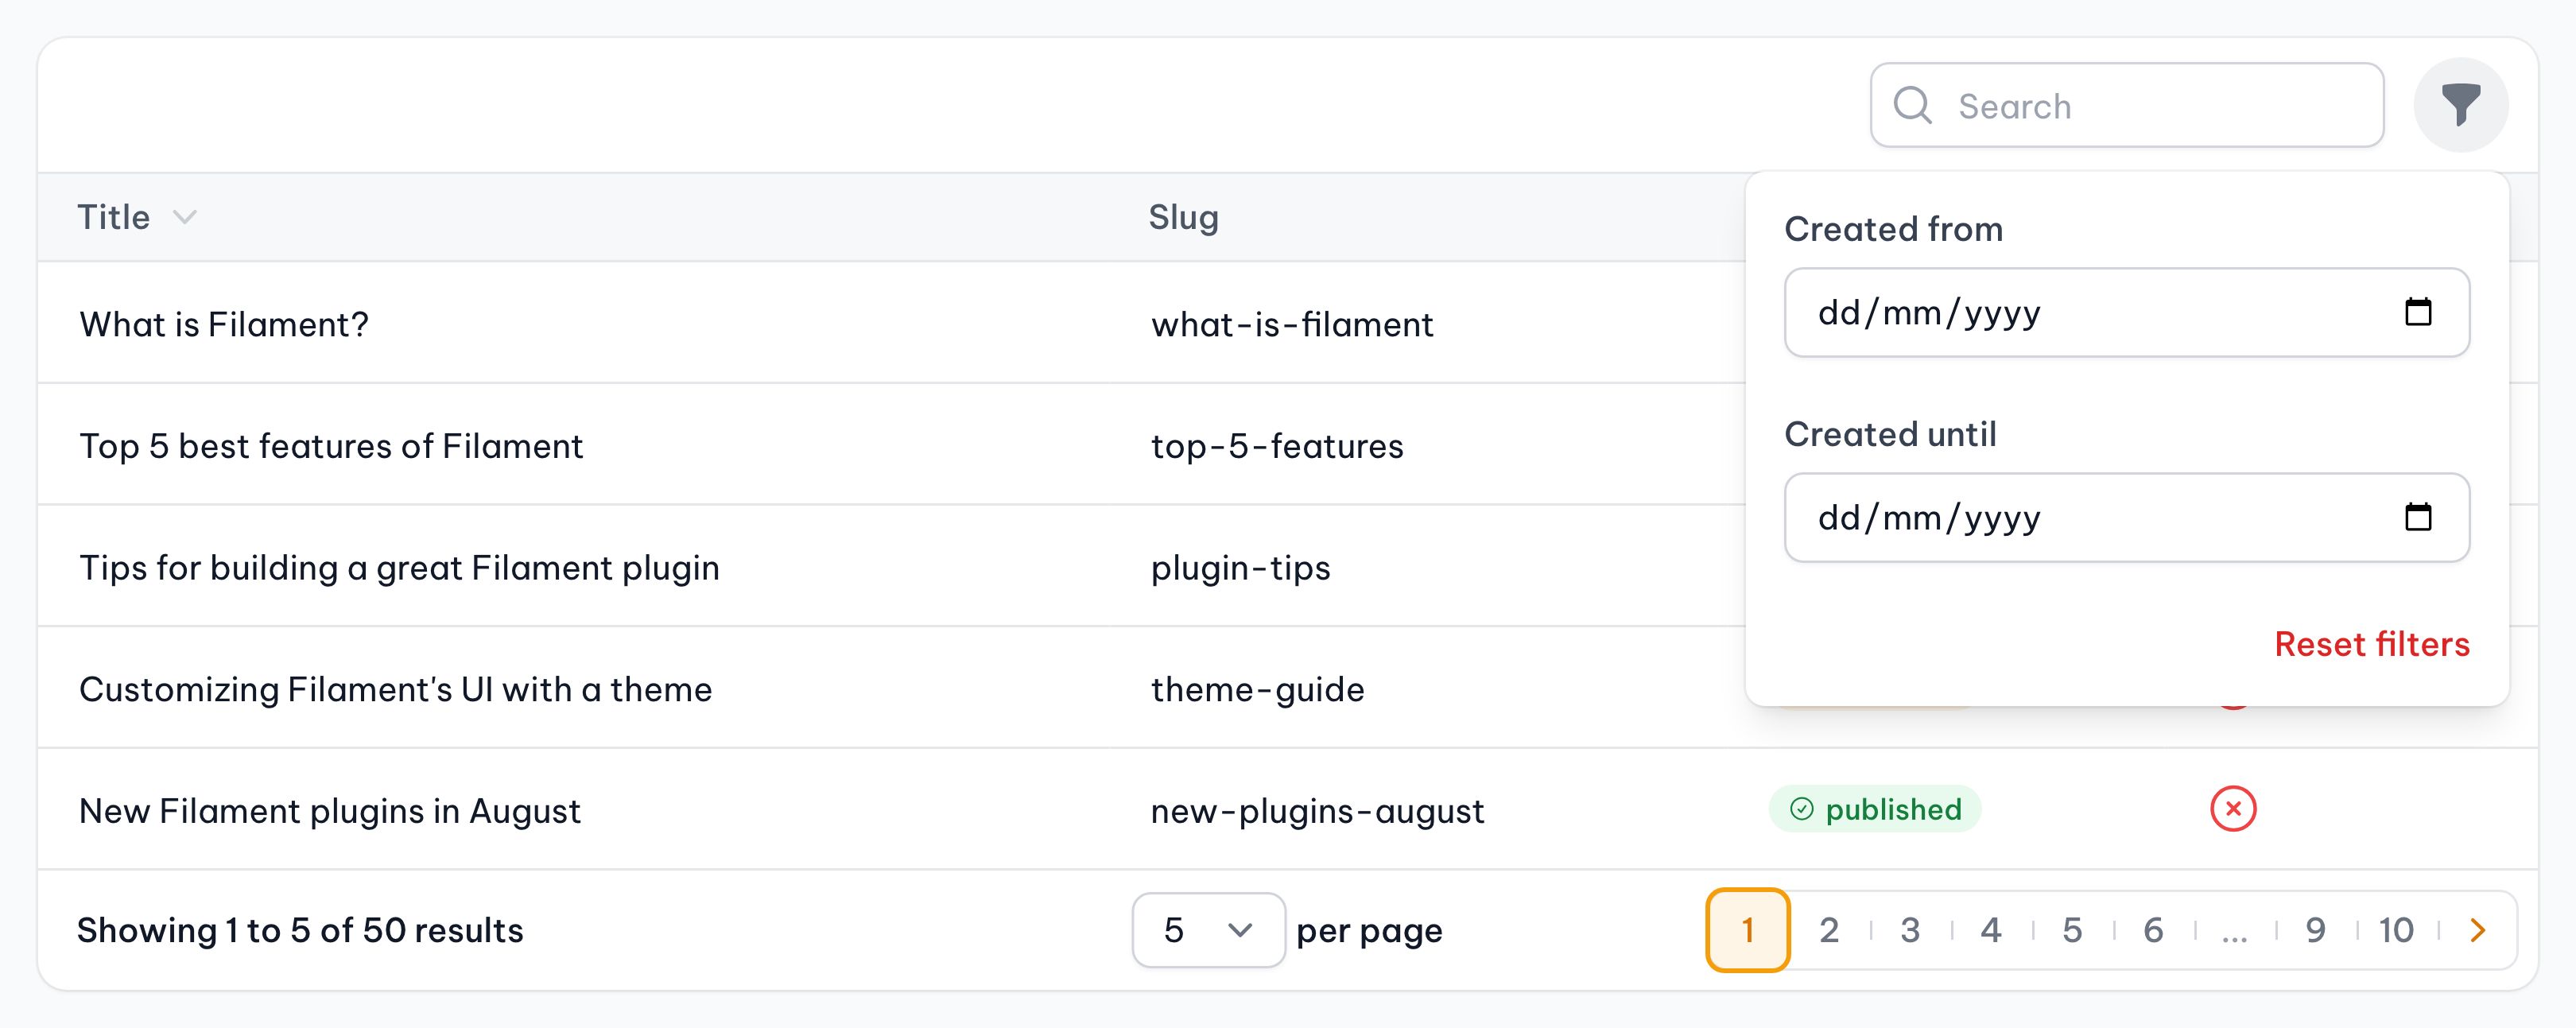 Search
Title Slug
Created from
What is Filament? what-is-filament
dd/mm/yyyy
Created until
Top 5 best features of Filament top-5-features
dd/mm/yyyy
Tips for building a great Filament plugin plugin-tips
Reset filters
Customizing Filament's UI with a theme theme-guide
New Filament plugins in August new-plugins-august published
Showing 1 to 5 of 50 results 5 per page 1 2 3 4 5 6 ... 9 10